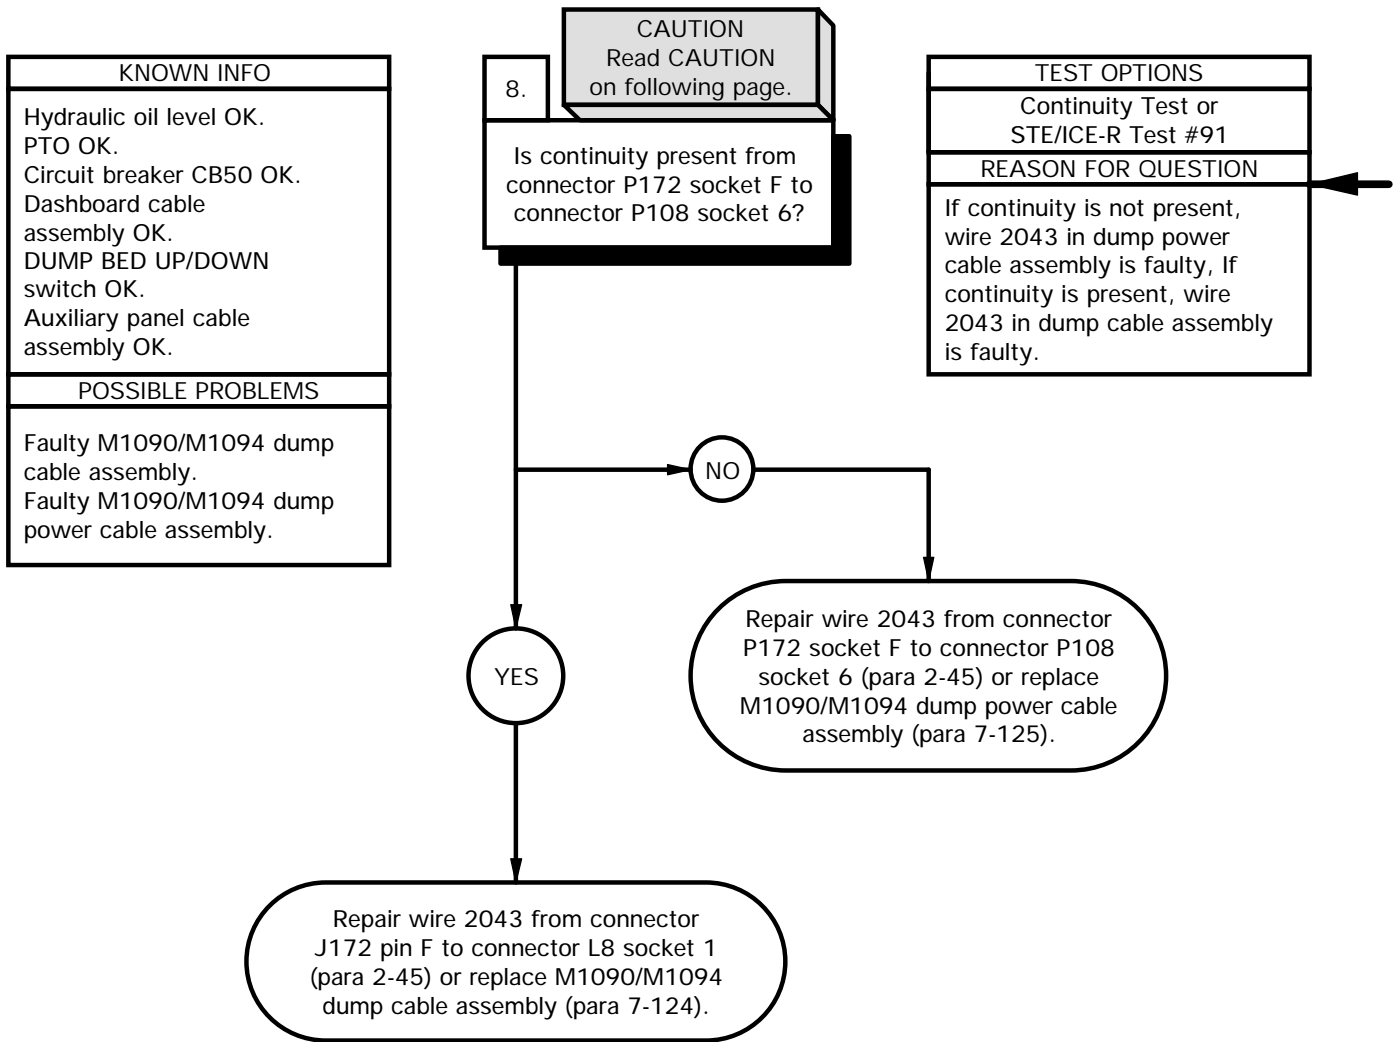 KNOWN INFO
Hydraulic oil level OK.
PTO OK.
Circuit breaker CB50 OK.
Dashboard cable
assembly OK.
DUMP BED UP/DOWN
switch OK.
Auxiliary panel cable
assembly OK.
POSSIBLE PROBLEMS
Faulty M1090/M1094 dump
cable assembly.
Faulty M1090/M1094 dump
power cable assembly.
CAUTION
Read CAUTION
on following page.
8.
Is continuity present from
connector P172 socket F to
connector P108 socket 6?
TEST OPTIONS
Continuity Test or
STE/ICE-R Test #91
REASON FOR QUESTION
If continuity is not present,
wire 2043 in dump power
cable assembly is faulty, If
continuity is present, wire
2043 in dump cable assembly
is faulty.
NO
Repair wire 2043 from connector
P172 socket F to connector P108
socket 6 (para 2-45) or replace
M1090/M1094 dump power cable
assembly (para 7-125).
YES
Repair wire 2043 from connector
J172 pin F to connector L8 socket 1
(para 2-45) or replace M1090/M1094
dump cable assembly (para 7-124).